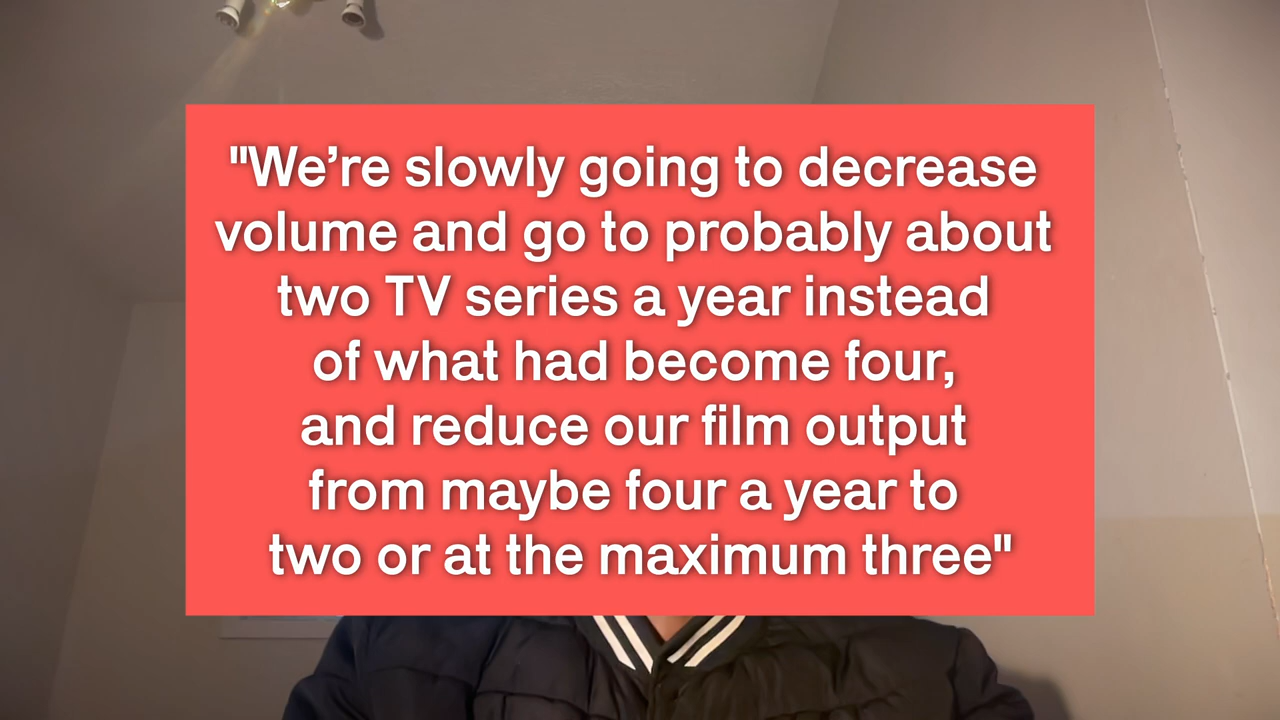 "We’re slowly going to decrease
volume and go to probably about
two TV series a year instead
of what had become four,
and reduce our film output
from maybe four a year to
two or at the maximum three"